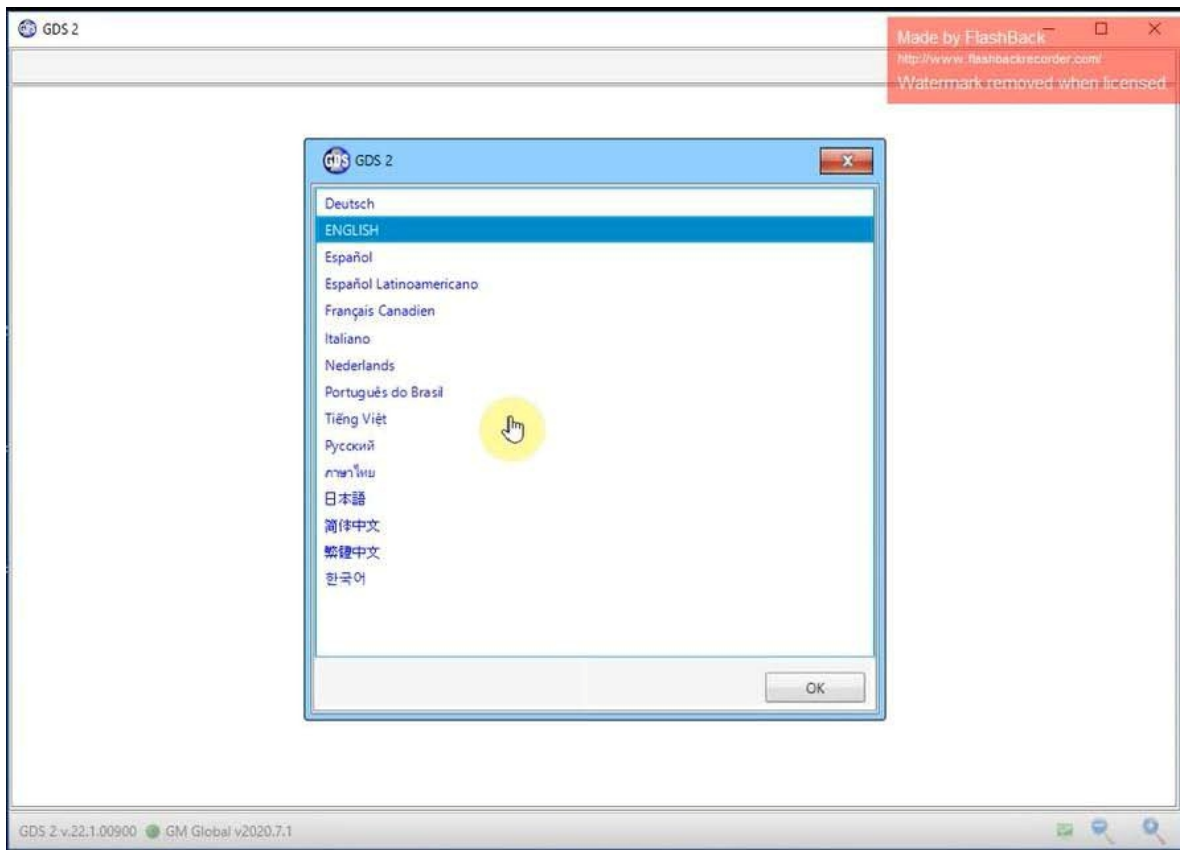 GDS 2
Made by FlashBack
http://www.flashbackrecorder.com/
Watermark removed when licensed
GDS GDS 2
Deutsch
ENGLISH
Español
Español Latinoamericano
Français Canadien
Italiano
Nederlands
Português do Brasil
Tiếng Việt
Русский
ภาษาไทย
日本語
简体中文
繁體中文
한국어
OK
GDS 2 v.22.1.00900 GM Global v2020.7.1